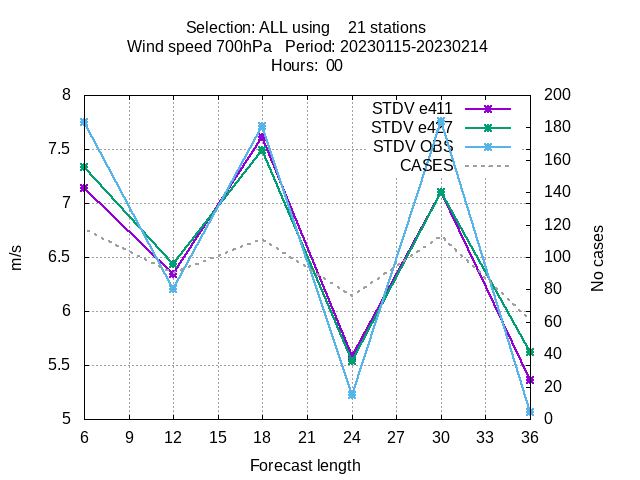 Selection: ALL using    21 stations
Wind speed 700hPa   Period: 20230115-20230214
Hours:  00
STDV e411
STDV e427
STDV OBS
CASES
8
7.5
7
6.5
6
5.5
5
200
180
160
140
120
100
80
60
40
20
0
m/s
No cases
6 9 12 15 18 21 24 27 30 33 36
Forecast length